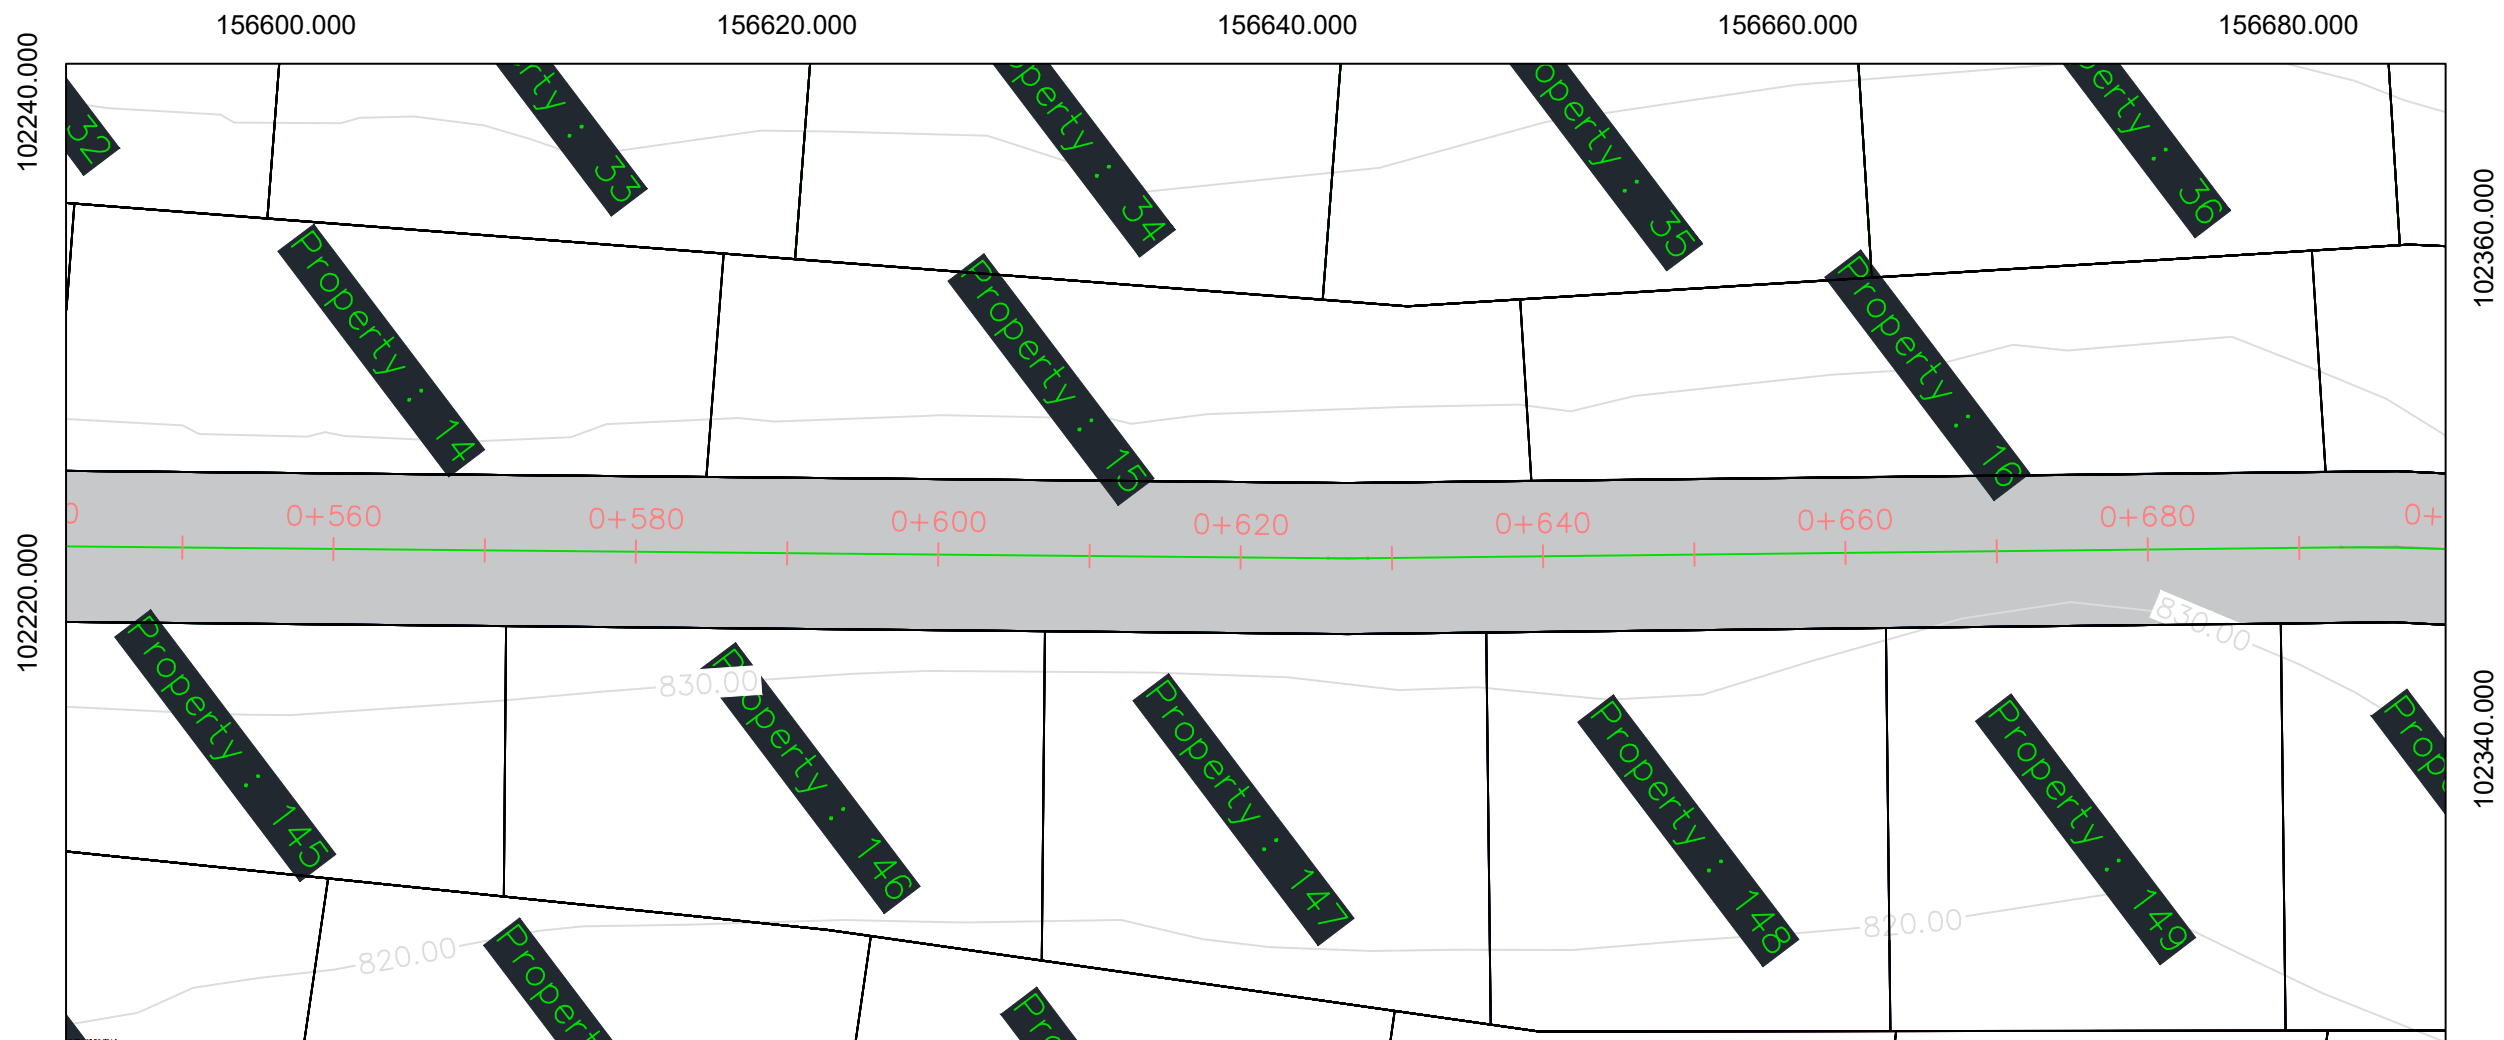 156600.000 156620.000 156640.000 156660.000 156680.000
102240.000
102360.000
32
rty : 33
operty : 34
operty : 35
operty : 36
Property : 14
Property : 15
Property : 16
0 0+560 0+580 0+600 0+620 0+640 0+660 0+680 0+
102220.000
102340.000
830.00
830.00
Property : 145
Property : 146
Property : 147
Property : 148
Property : 149
Prope
820.00
820.00
Propert
Pro